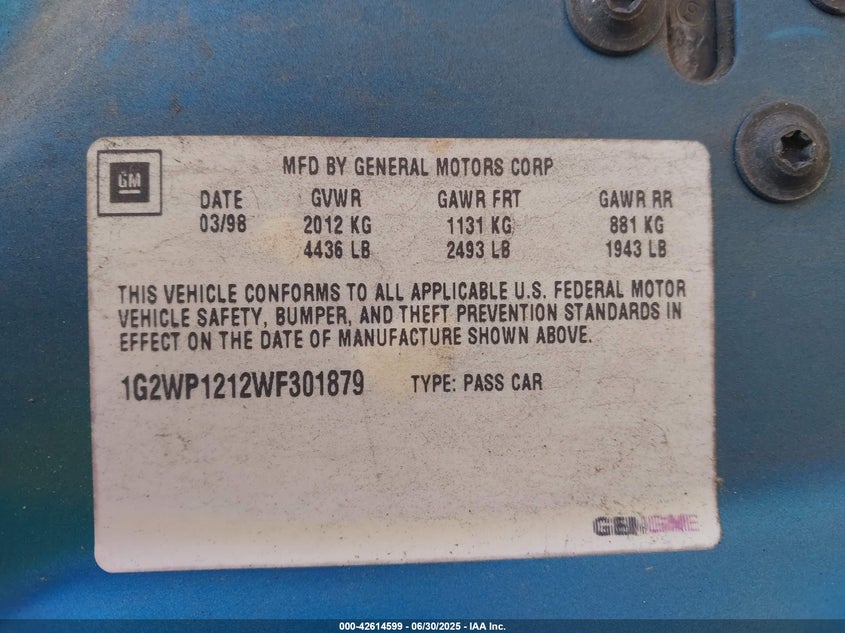 GM
MFD BY GENERAL MOTORS CORP
DATE GVWR GAWR FRT GAWR RR
03/98 2012 KG 1131 KG 881 KG
4436 LB 2493 LB 1943 LB
THIS VEHICLE CONFORMS TO ALL APPLICABLE U.S. FEDERAL MOTOR
VEHICLE SAFETY, BUMPER, AND THEFT PREVENTION STANDARDS IN
EFFECT ON THE DATE OF MANUFACTURE SHOWN ABOVE.
1G2WP1212WF301879 TYPE: PASS CAR
000-42614599 - 06/30/2025 - IAA Inc.